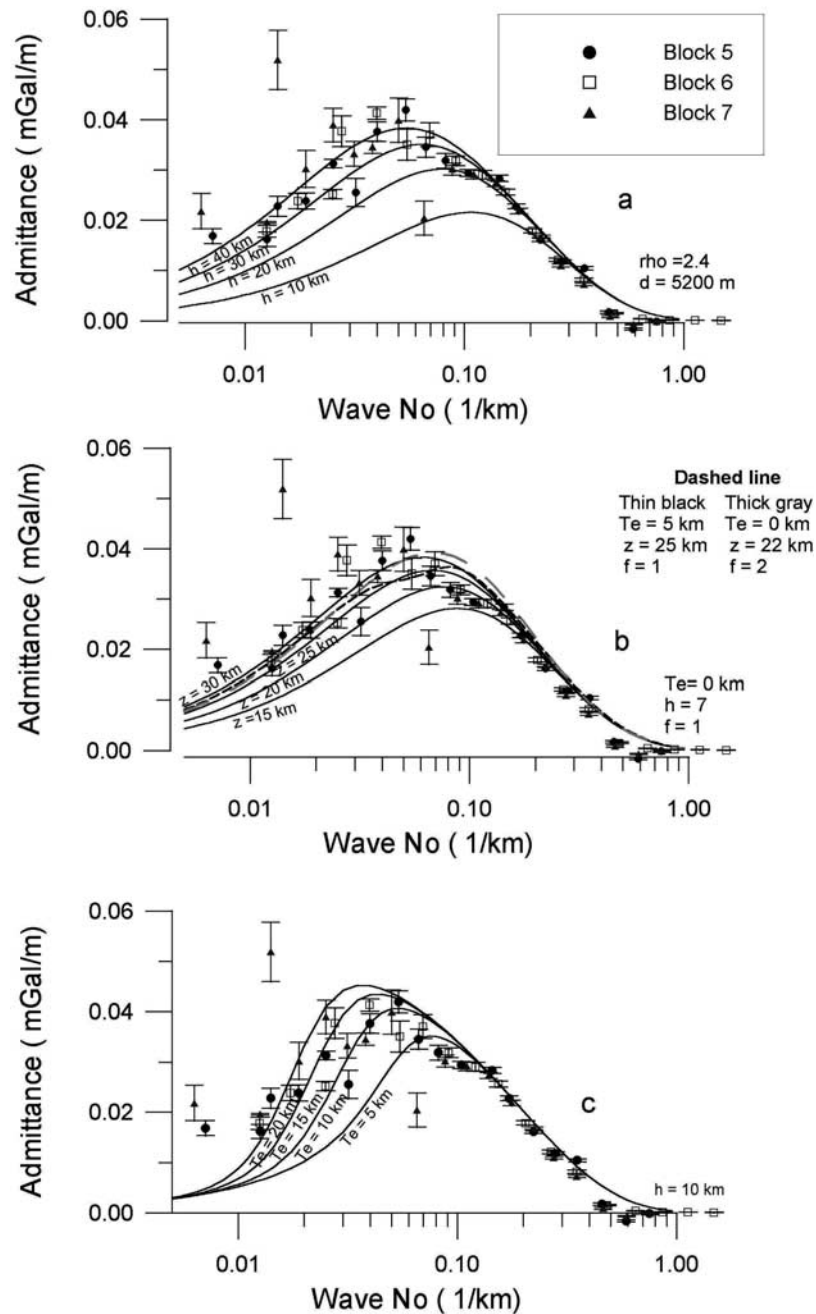 0.06
Block 5
Block 6
Block 7
0.04
0.02
0.00
Admittance ( mGal/m)
h = 40 km
h = 30 km
h = 20 km
h = 10 km
a
rho =2.4
d = 5200 m
0.01
0.10
1.00
Wave No ( 1/km)
0.06
Dashed line
Thin black Thick gray
Te = 5 km Te = 0 km
z = 25 km z = 22 km
f = 1 f = 2
0.04
0.02
0.00
Admittance ( mGal/m)
z = 30 km
z = 25 km
z = 20 km
z =15 km
b
Te= 0 km
h = 7
f = 1
0.01
0.10
1.00
Wave No ( 1/km)
0.06
0.04
0.02
0.00
Admittance ( mGal/m)
Te = 20 km
Te = 15 km
Te = 10 km
Te = 5 km
c
h = 10 km
0.01
0.10
1.00
Wave No ( 1/km)